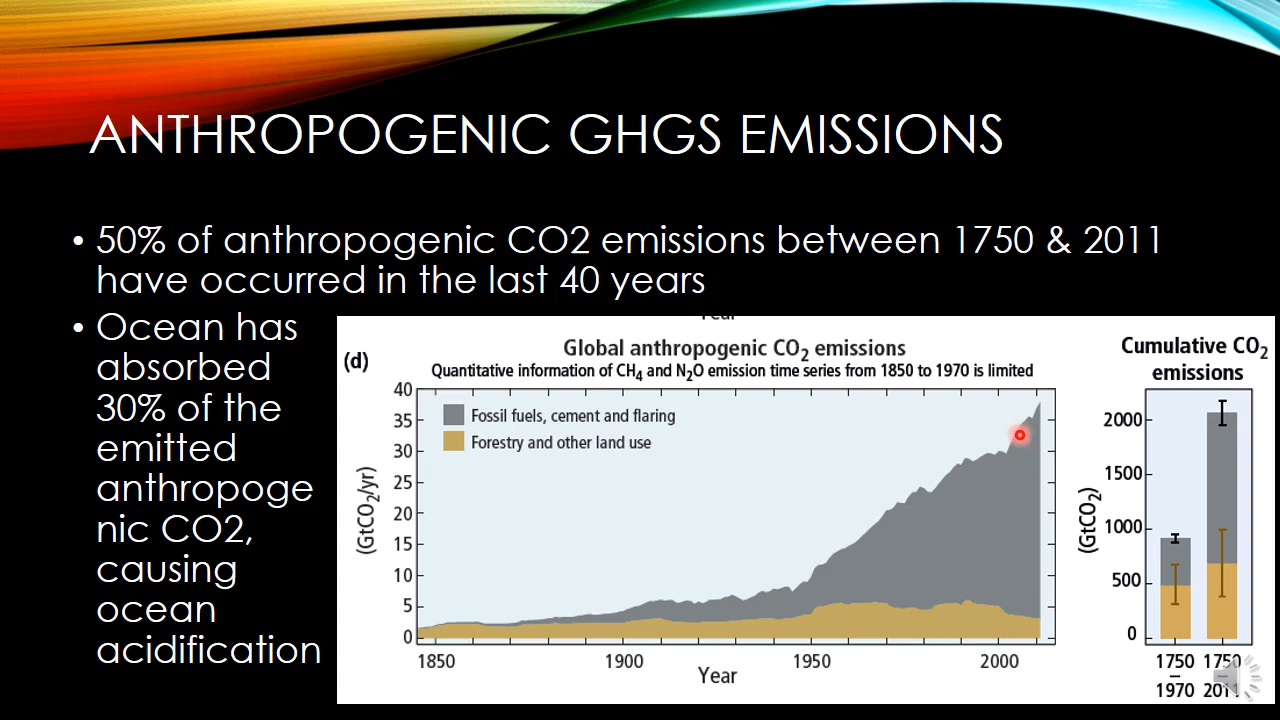 ANTHROPOGENIC GHGS EMISSIONS
• 50% of anthropogenic CO2 emissions between 1750 & 2011
have occurred in the last 40 years
• Ocean has
absorbed
30% of the
emitted
anthropoge
nic CO2,
causing
ocean
acidification
Year
(d)
Global anthropogenic CO₂ emissions
Quantitative information of CH₄ and N₂O emission time series from 1850 to 1970 is limited
Fossil fuels, cement and flaring
Forestry and other land use
(GtCO₂/yr)
40
35
30
25
20
15
10
5
0
1850 1900 1950 2000
Year
Cumulative CO₂
emissions
(GtCO₂)
2000
1500
1000
500
0
1750 1750
– –
1970 2011